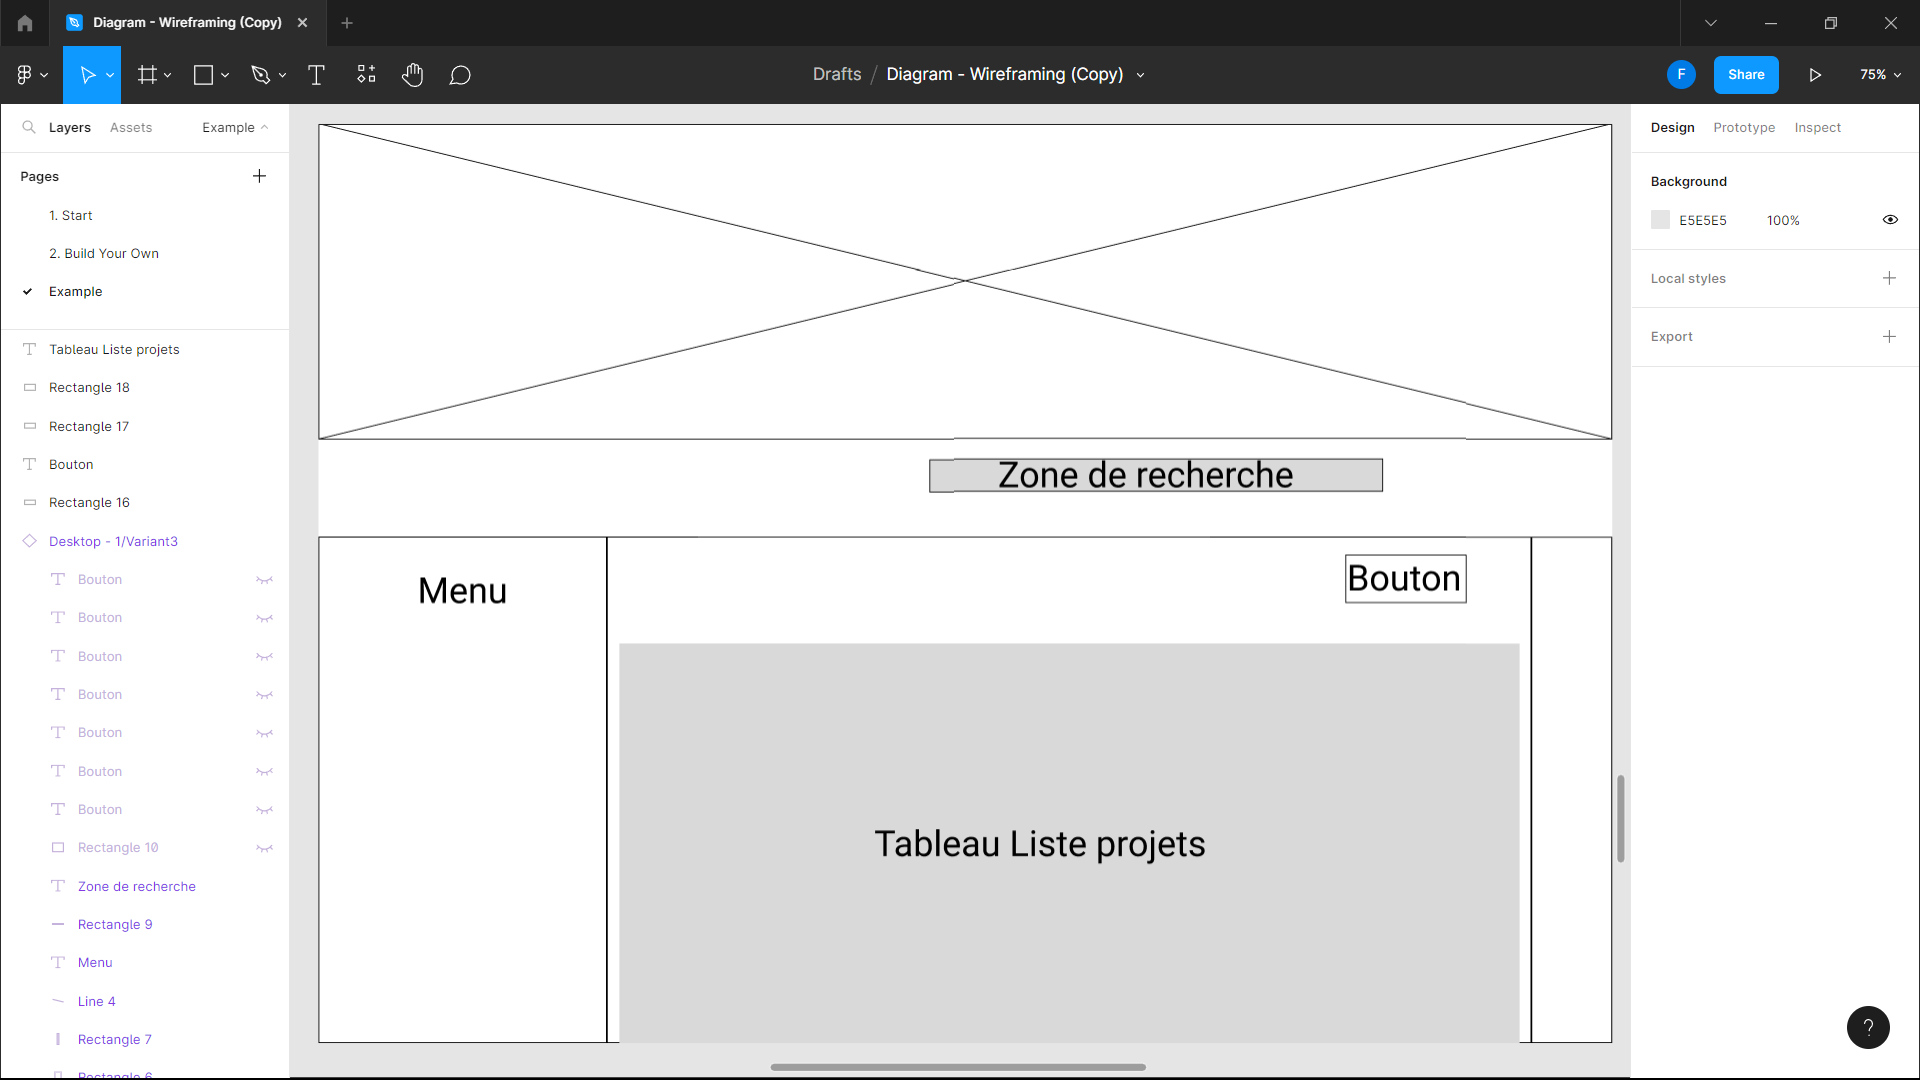 Diagram - Wireframing (Copy)
Drafts / Diagram - Wireframing (Copy)
F
Share
75%
Layers Assets Example
Pages
1. Start
2. Build Your Own
Example
Tableau Liste projets
Rectangle 18
Rectangle 17
Bouton
Rectangle 16
Desktop - 1/Variant3
Bouton
Bouton
Bouton
Bouton
Bouton
Bouton
Bouton
Rectangle 10
Zone de recherche
Rectangle 9
Menu
Line 4
Rectangle 7
Rectangle 6
Zone de recherche
Menu
Bouton
Tableau Liste projets
Design Prototype Inspect
Background
E5E5E5 100%
Local styles
Export
?